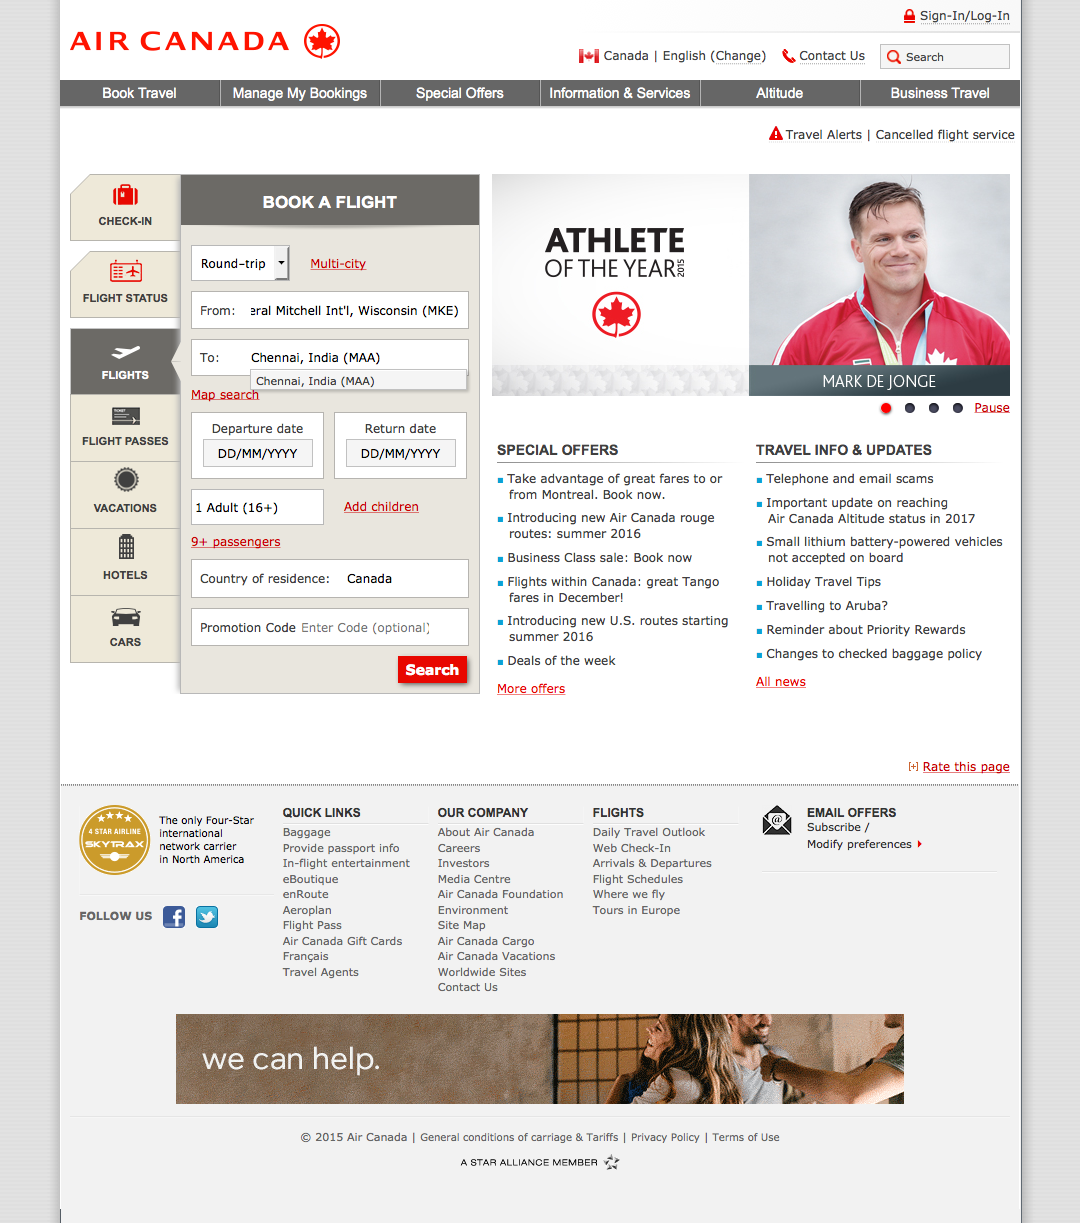 Sign-In/Log-In
AIR CANADA
Canada | English (Change)
Contact Us
Search
Book Travel
Manage My Bookings
Special Offers
Information & Services
Altitude
Business Travel
Travel Alerts | Cancelled flight service
CHECK-IN
FLIGHT STATUS
FLIGHTS
FLIGHT PASSES
VACATIONS
HOTELS
CARS
BOOK A FLIGHT
Round-trip
Multi-city
From: eral Mitchell Int'l, Wisconsin (MKE)
To: Chennai, India (MAA)
Chennai, India (MAA)
Map search
Departure date
DD/MM/YYYY
Return date
DD/MM/YYYY
1 Adult (16+)
Add children
9+ passengers
Country of residence: Canada
Promotion Code Enter Code (optional)
Search
ATHLETE
OF THE YEAR 2015
MARK DE JONGE
Pause
SPECIAL OFFERS
Take advantage of great fares to or
from Montreal. Book now.
Introducing new Air Canada rouge
routes: summer 2016
Business Class sale: Book now
Flights within Canada: great Tango
fares in December!
Introducing new U.S. routes starting
summer 2016
Deals of the week
More offers
TRAVEL INFO & UPDATES
Telephone and email scams
Important update on reaching
Air Canada Altitude status in 2017
Small lithium battery-powered vehicles
not accepted on board
Holiday Travel Tips
Travelling to Aruba?
Reminder about Priority Rewards
Changes to checked baggage policy
All news
[+] Rate this page
4 STAR AIRLINE
SKYTRAX
The only Four-Star
international
network carrier
in North America
FOLLOW US
QUICK LINKS
Baggage
Provide passport info
In-flight entertainment
eBoutique
enRoute
Aeroplan
Flight Pass
Air Canada Gift Cards
Français
Travel Agents
OUR COMPANY
About Air Canada
Careers
Investors
Media Centre
Air Canada Foundation
Environment
Site Map
Air Canada Cargo
Air Canada Vacations
Worldwide Sites
Contact Us
FLIGHTS
Daily Travel Outlook
Web Check-In
Arrivals & Departures
Flight Schedules
Where we fly
Tours in Europe
EMAIL OFFERS
Subscribe /
Modify preferences
we can help.
© 2015 Air Canada | General conditions of carriage & Tariffs | Privacy Policy | Terms of Use
A STAR ALLIANCE MEMBER